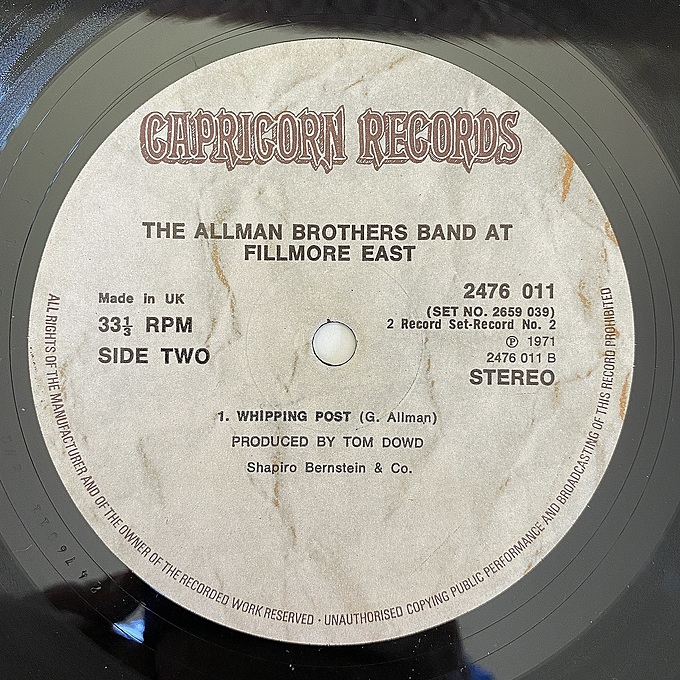 CAPRICORN RECORDS
THE ALLMAN BROTHERS BAND AT
FILLMORE EAST
Made in UK
33⅓ RPM
SIDE TWO
2476 011
(SET NO. 2659 039)
2 Record Set-Record No. 2
℗ 1971
2476 011 B
STEREO
1. WHIPPING POST (G. Allman)
PRODUCED BY TOM DOWD
Shapiro Bernstein & Co.
ALL RIGHTS OF THE MANUFACTURER AND OF THE OWNER OF THE RECORDED WORK RESERVED · UNAUTHORISED COPYING PUBLIC PERFORMANCE AND BROADCASTING OF THIS RECORD PROHIBITED